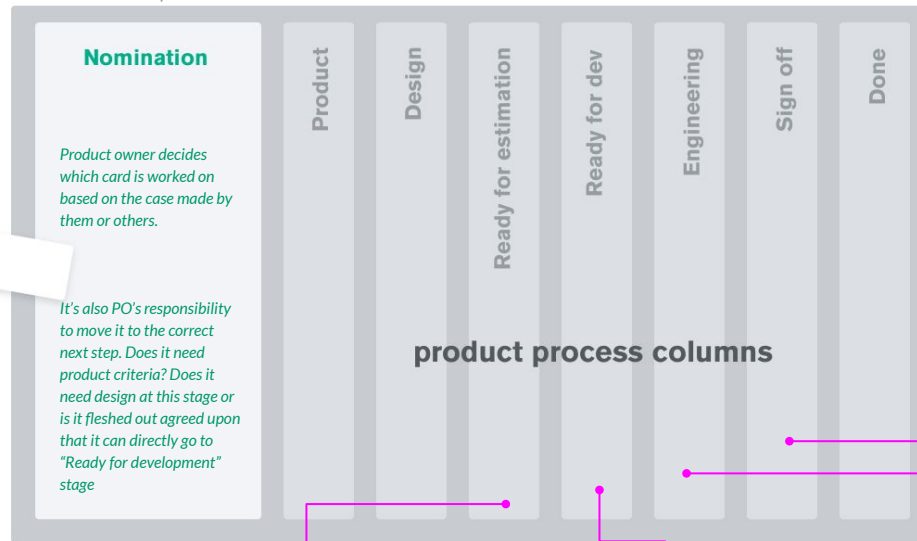 Nomination
Product owner decides
which card is worked on
based on the case made by
them or others.
It's also PO's responsibility
to move it to the correct
next step. Does it need
product criteria? Does it
need design at this stage or
is it fleshed out agreed upon
that it can directly go to
“Ready for development”
stage
Product
Design
Ready for estimation
Ready for dev
Engineering
Sign off
Done
product process columns